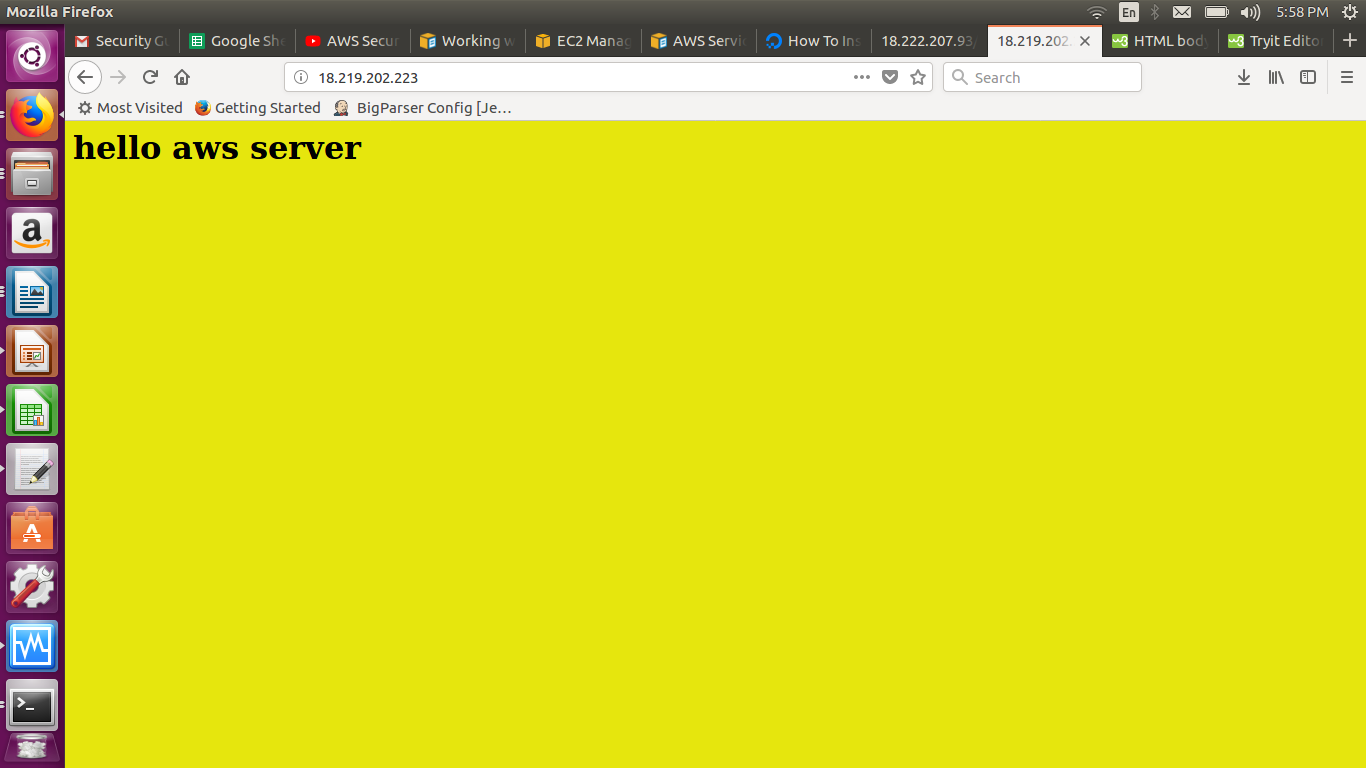 Mozilla Firefox
En
5:58 PM
Security Gu
Google She
AWS Secur
Working w
EC2 Manag
AWS Servic
How To Ins
18.222.207.93/
18.219.202.
HTML body
Tryit Editor
18.219.202.223
Search
Most Visited
Getting Started
BigParser Config [Je…
hello aws server